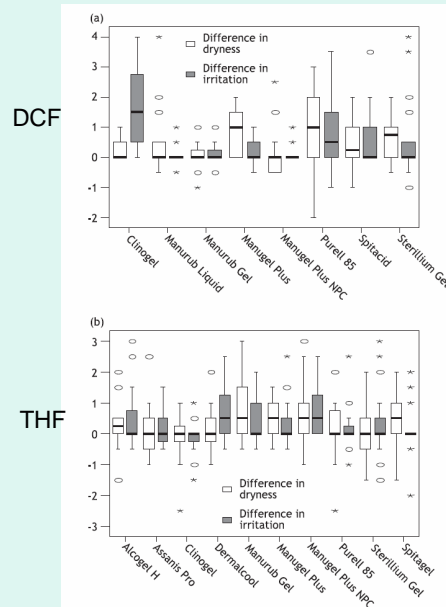 (a)
4
3
2
1
0
-1
-2
Difference in
dryness
Difference in
irritation
DCF
Clinogel
Manurub Liquid
Manurub Gel
Manugel Plus
Manugel Plus NPC
Purell 85
Spitacid
Sterillium Gel
(b)
3
2
1
0
-1
-2
-3
THF
Difference in
dryness
Difference in
irritation
Alcogel H
Assanis Pro
Clinogel
Dermalcool
Manurub Gel
Manugel Plus
Manugel Plus NPC
Purell 85
Sterillium Gel
Spitagel